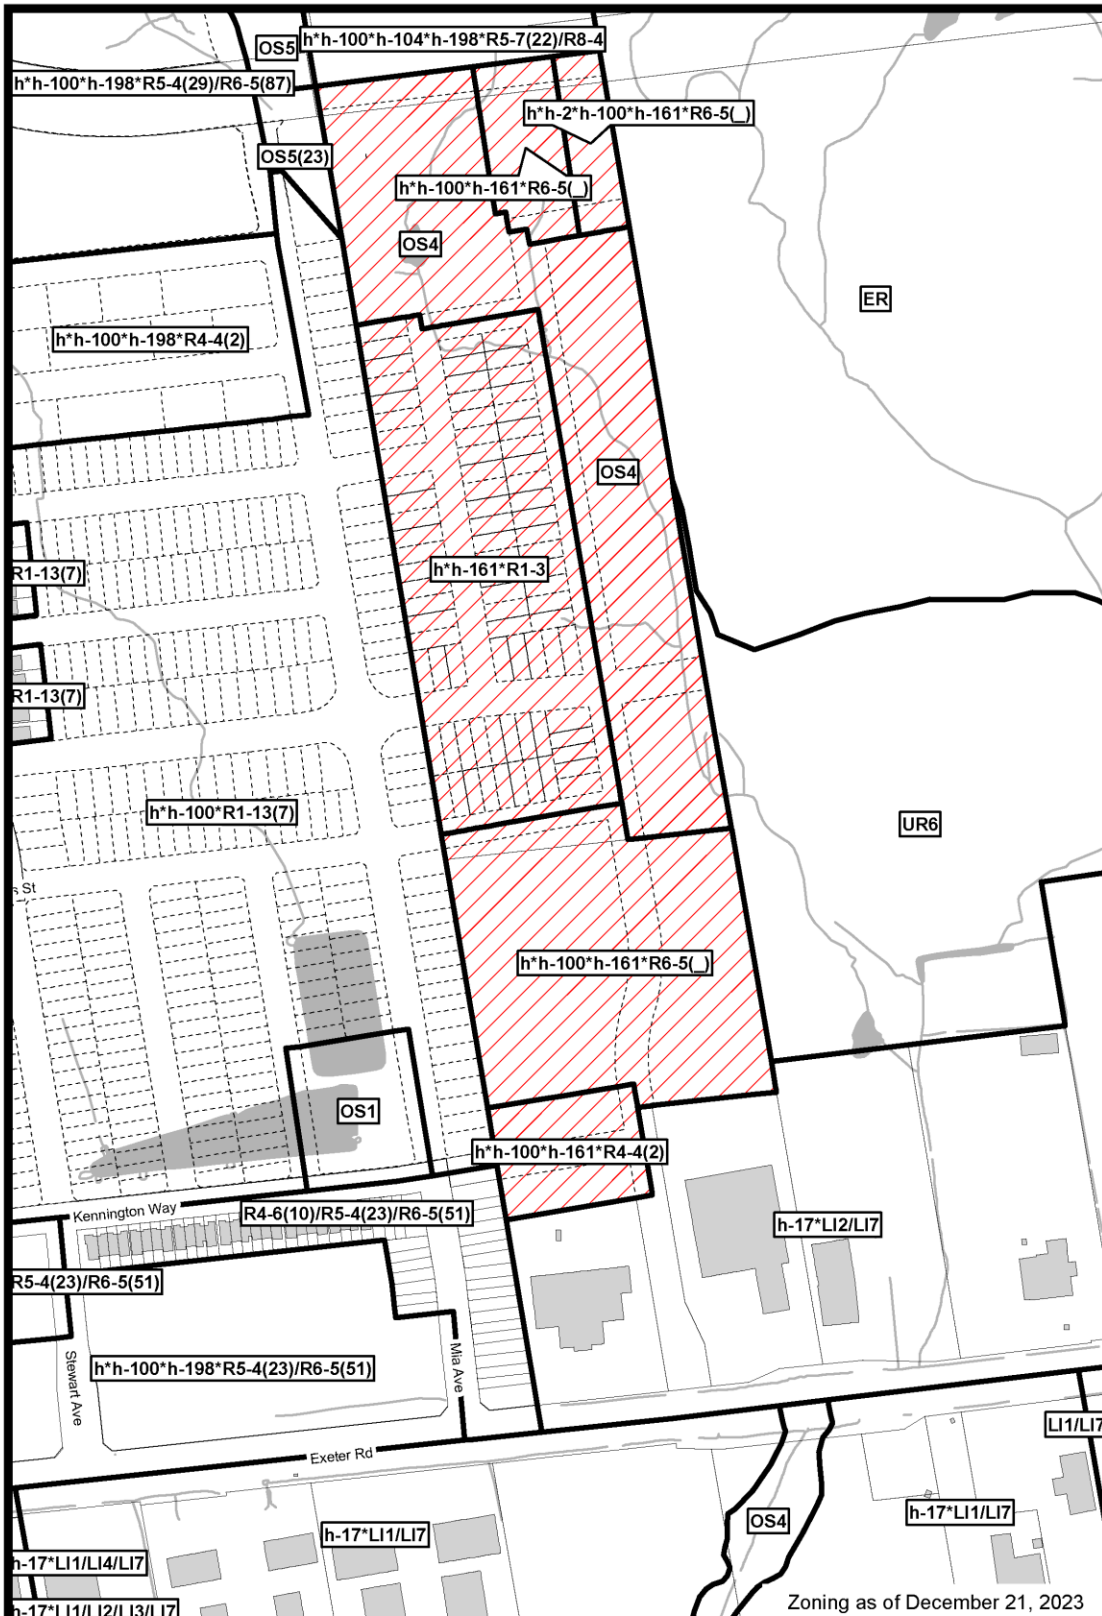 h*h-100*h-104*h-198*R5-7(22)/R8-4
OS5
h*h-100*h-198*R5-4(29)/R6-5(87)
h*h-2*h-100*h-161*R6-5(_)
OS5(23)
h*h-100*h-161*R6-5(_)
OS4
ER
h*h-100*h-198*R4-4(2)
OS4
h*h-161*R1-3
R1-13(7)
R1-13(7)
h*h-100*R1-13(7)
UR6
s St
h*h-100*h-161*R6-5(_)
OS1
h*h-100*h-161*R4-4(2)
Kennington Way
R4-6(10)/R5-4(23)/R6-5(51)
h-17*LI2/LI7
R5-4(23)/R6-5(51)
h*h-100*h-198*R5-4(23)/R6-5(51)
Stewart Ave
Mia Ave
LI1/LI7
Exeter Rd
OS4
h-17*LI1/LI7
h-17*LI1/LI7
h-17*LI1/LI4/LI7
h-17*LI1/LI2/LI3/LI7
Zoning as of December 21, 2023